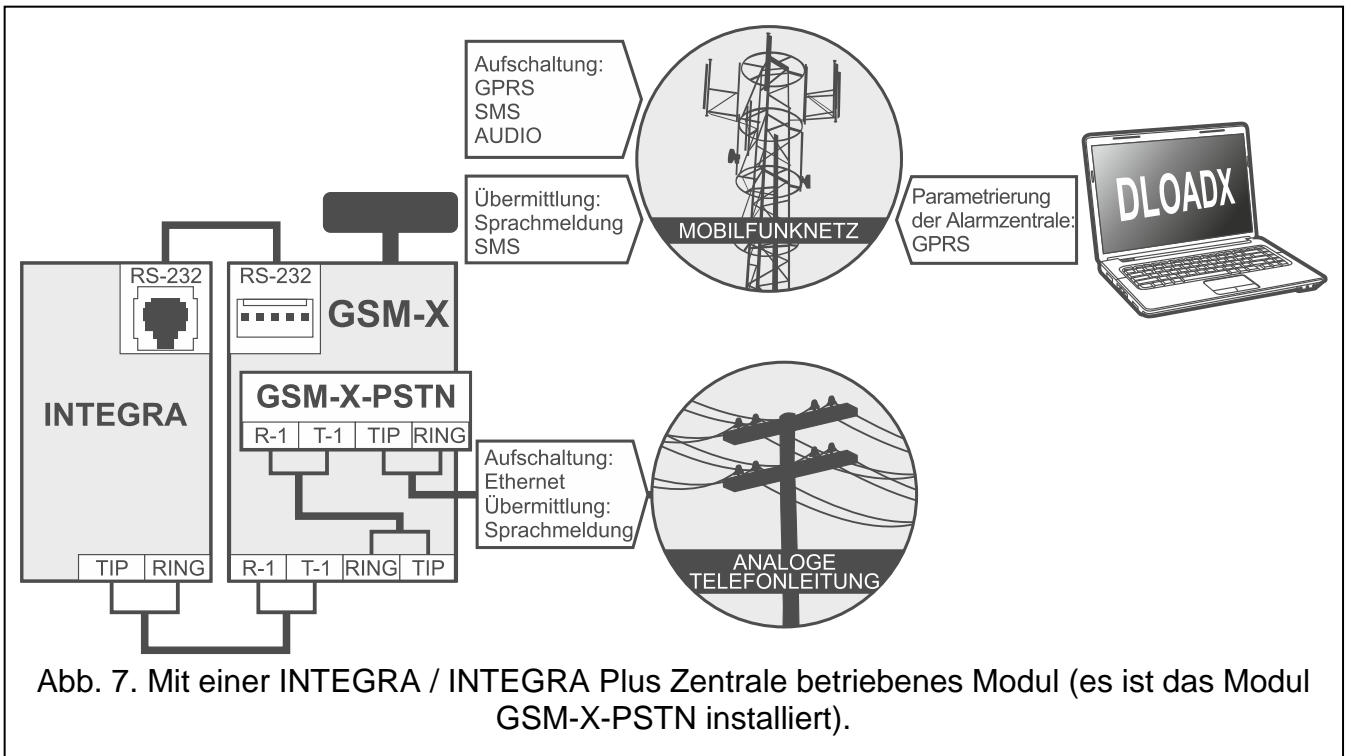 Aufschaltung:
GPRS
SMS
AUDIO
Übermittlung:
Sprachmeldung
SMS
MOBILFUNKNETZ
Parametrierung
der Alarmzentrale:
GPRS
DLOADX
RS-232
INTEGRA
TIP RING
RS-232
GSM-X
GSM-X-PSTN
R-1 T-1 TIP RING
R-1 T-1 RING TIP
Aufschaltung:
Ethernet
Übermittlung:
Sprachmeldung
ANALOGE
TELEFONLEITUNG
Abb. 7. Mit einer INTEGRA / INTEGRA Plus Zentrale betriebenes Modul (es ist das Modul
GSM-X-PSTN installiert).